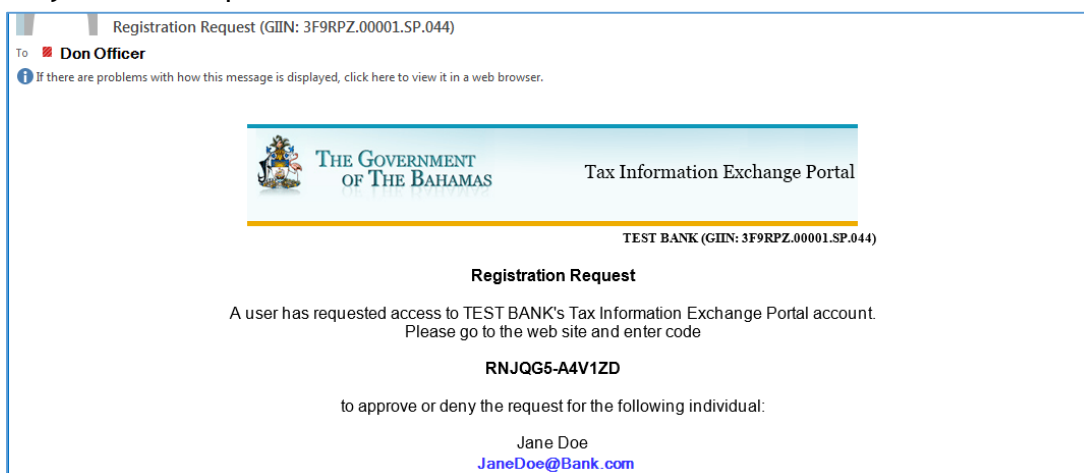 Registration Request (GIIN: 3F9RPZ.00001.SP.044)
To Don Officer
If there are problems with how this message is displayed, click here to view it in a web browser.
THE GOVERNMENT
OF THE BAHAMAS
Tax Information Exchange Portal
TEST BANK (GIIN: 3F9RPZ.00001.SP.044)
Registration Request
A user has requested access to TEST BANK's Tax Information Exchange Portal account.
Please go to the web site and enter code
RNJQG5-A4V1ZD
to approve or deny the request for the following individual:
Jane Doe
JaneDoe@Bank.com